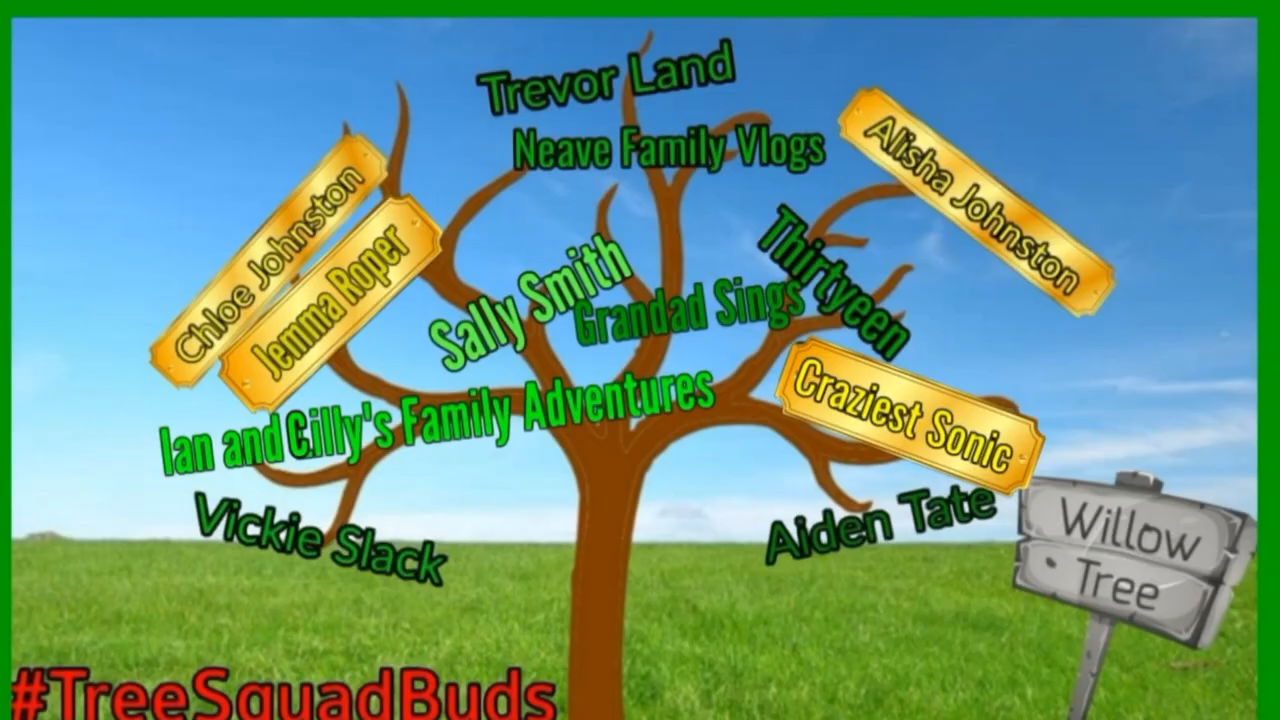 Trevor Land
Neave Family Vlogs
Alisha Johnston
Chloe Johnston
Jemma Roper
Sally Smith
Grandad Sings
Thirtyeen
Ian and Cilly's Family Adventures
Craziest Sonic
Vickie Slack
Aiden Tate
Willow
Tree
#TreeSquadBuds